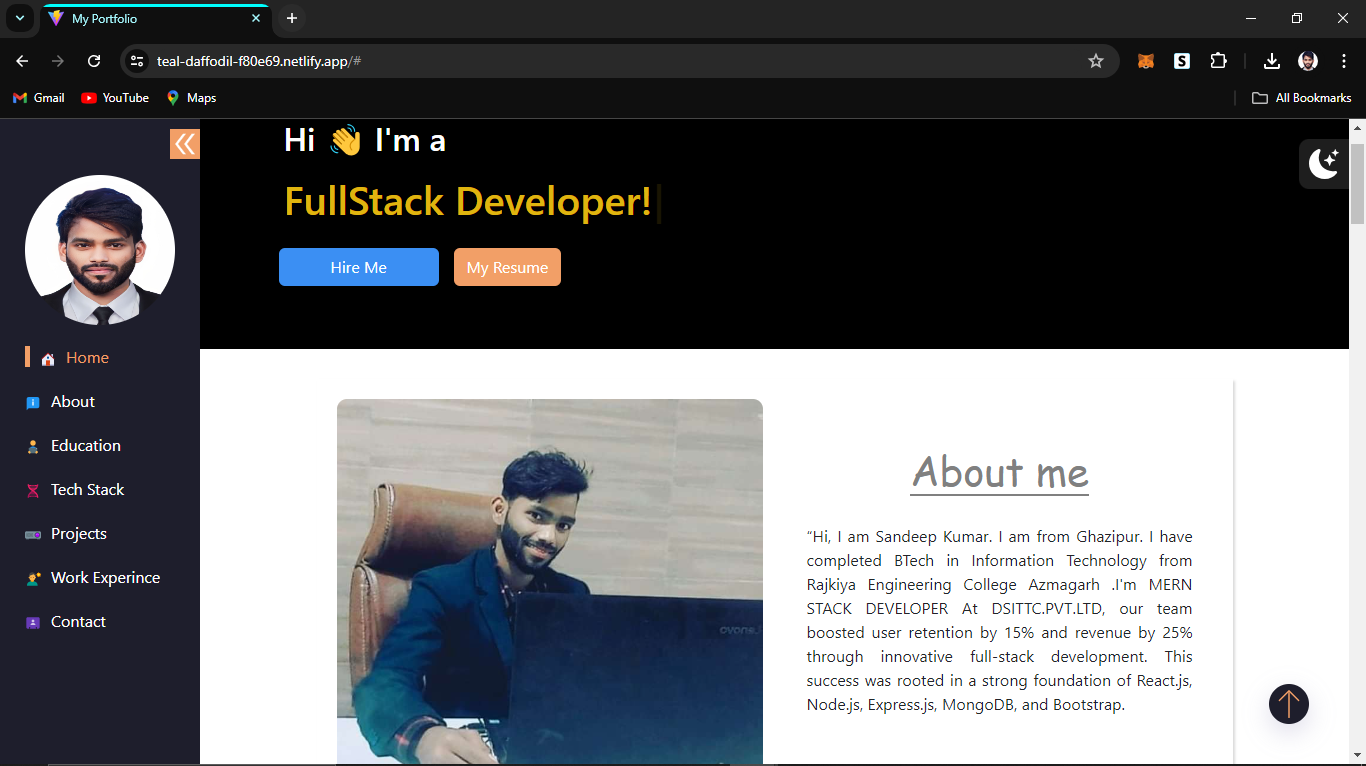 My Portfolio
teal-daffodil-f80e69.netlify.app/#
Gmail
YouTube
Maps
All Bookmarks
Hi 👋 I'm a
FullStack Developer!
Hire Me
My Resume
Home
About
Education
Tech Stack
Projects
Work Experince
Contact
About me
“Hi, I am Sandeep Kumar. I am from Ghazipur. I have
completed BTech in Information Technology from
Rajkiya Engineering College Azmagarh .I'm MERN
STACK DEVELOPER At DSITTC.PVT.LTD, our team
boosted user retention by 15% and revenue by 25%
through innovative full-stack development. This
success was rooted in a strong foundation of React.js,
Node.js, Express.js, MongoDB, and Bootstrap.
lenovo